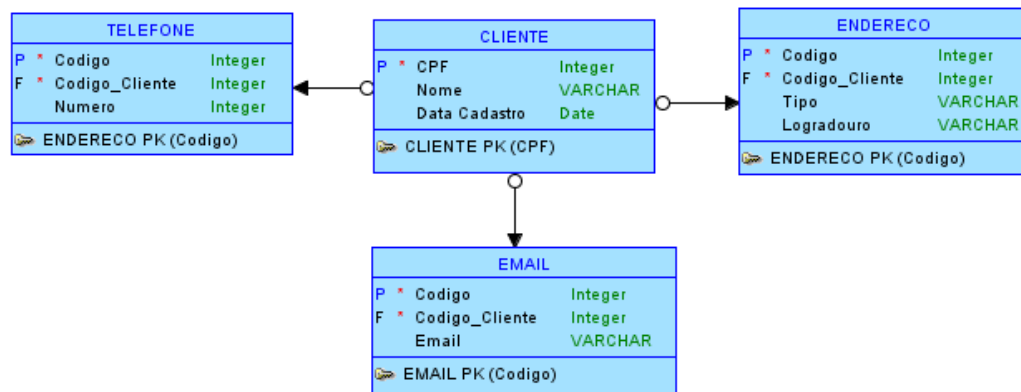 TELEFONE
P * Codigo Integer
F * Codigo_Cliente Integer
Numero Integer
ENDERECO PK (Codigo)
CLIENTE
P * CPF Integer
Nome VARCHAR
Data Cadastro Date
CLIENTE PK (CPF)
ENDERECO
P * Codigo Integer
F * Codigo_Cliente Integer
Tipo VARCHAR
Logradouro VARCHAR
ENDERECO PK (Codigo)
EMAIL
P * Codigo Integer
F * Codigo_Cliente Integer
Email VARCHAR
EMAIL PK (Codigo)